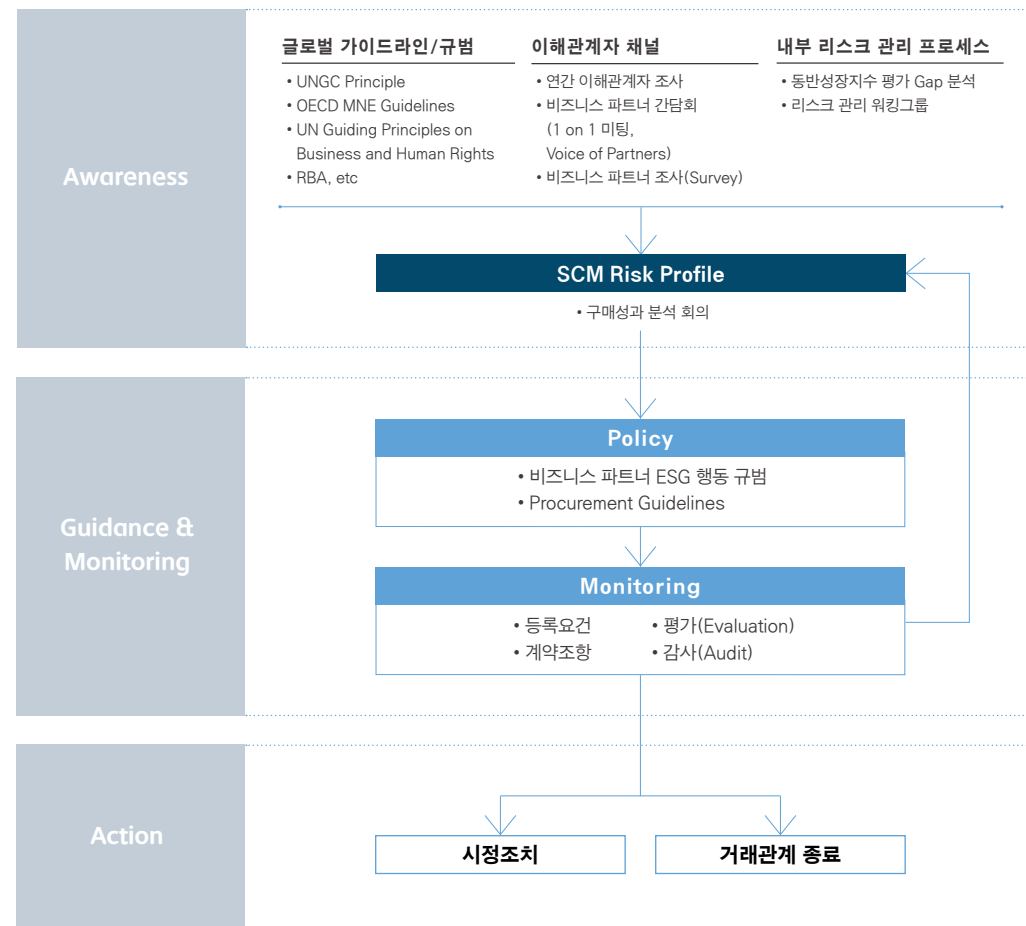 Awareness
글로벌 가이드라인/규범
• UNGC Principle
• OECD MNE Guidelines
• UN Guiding Principles on
Business and Human Rights
• RBA, etc
이해관계자 채널
• 연간 이해관계자 조사
• 비즈니스 파트너 간담회
(1 on 1 미팅,
Voice of Partners)
• 비즈니스 파트너 조사(Survey)
내부 리스크 관리 프로세스
• 동반성장지수 평가 Gap 분석
• 리스크 관리 워킹그룹
SCM Risk Profile
• 구매성과 분석 회의
Guidance &
Monitoring
Policy
• 비즈니스 파트너 ESG 행동 규범
• Procurement Guidelines
Monitoring
• 등록요건
• 평가(Evaluation)
• 계약조항
• 감사(Audit)
Action
시정조치
거래관계 종료